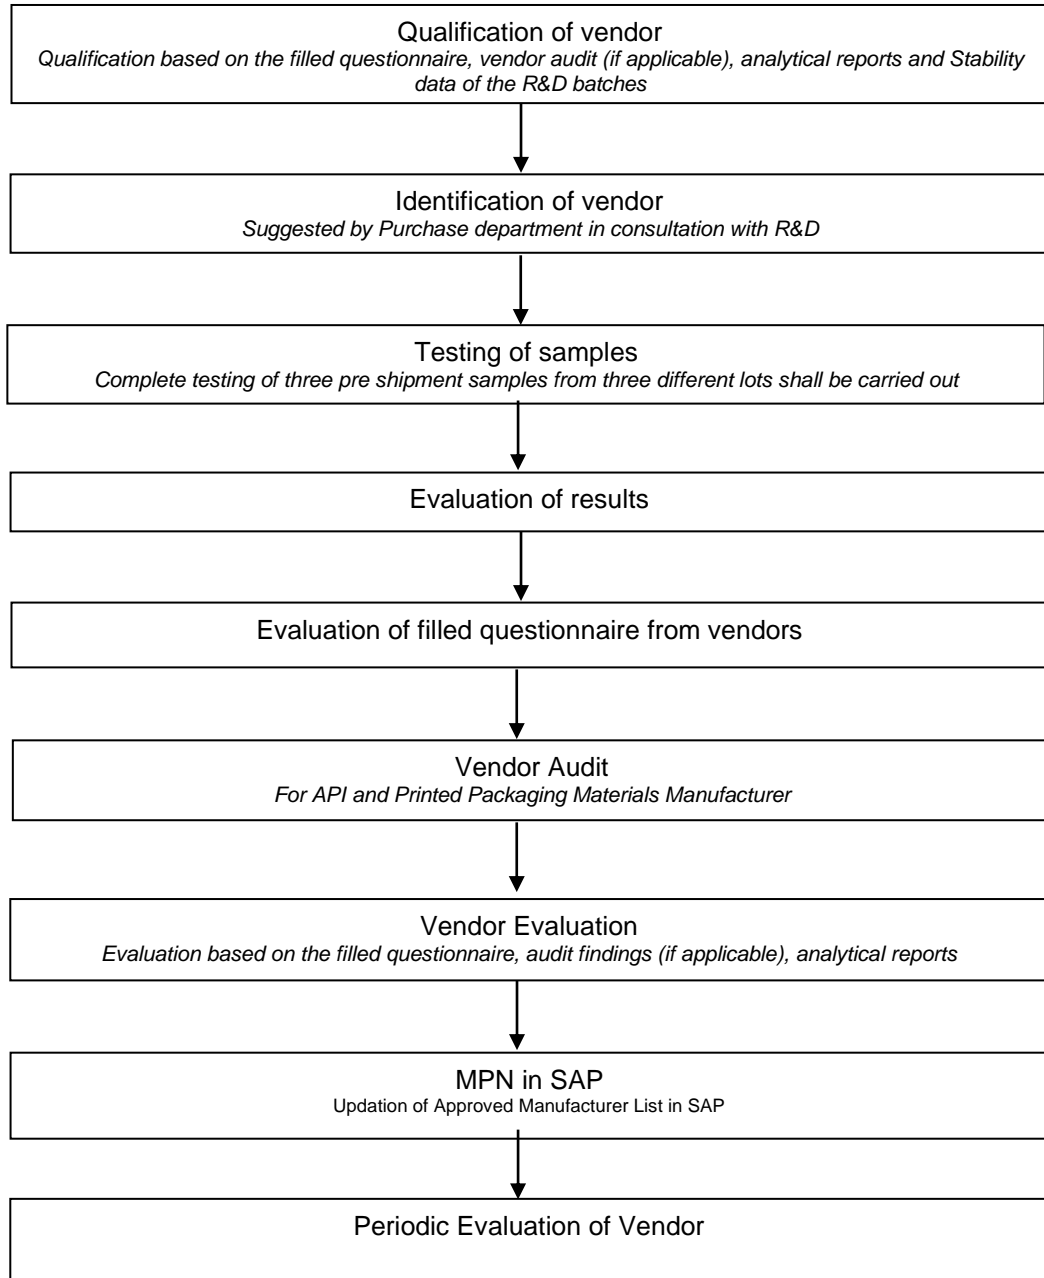 Qualification of vendor
Qualification based on the filled questionnaire, vendor audit (if applicable), analytical reports and Stability
data of the R&D batches
Identification of vendor
Suggested by Purchase department in consultation with R&D
Testing of samples
Complete testing of three pre shipment samples from three different lots shall be carried out
Evaluation of results
Evaluation of filled questionnaire from vendors
Vendor Audit
For API and Printed Packaging Materials Manufacturer
Vendor Evaluation
Evaluation based on the filled questionnaire, audit findings (if applicable), analytical reports
MPN in SAP
Updation of Approved Manufacturer List in SAP
Periodic Evaluation of Vendor